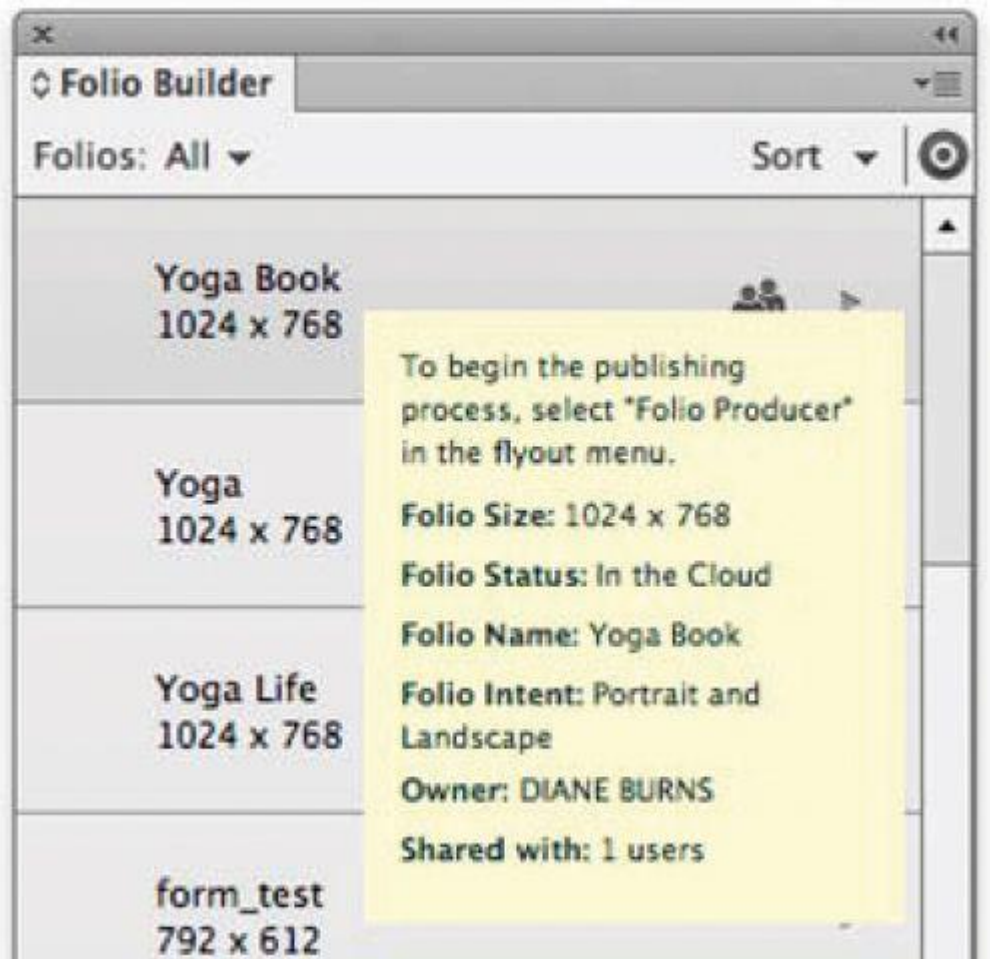 Folio Builder
Folios: All
Sort
Yoga Book
1024 x 768
To begin the publishing
process, select "Folio Producer"
in the flyout menu.
Folio Size: 1024 x 768
Folio Status: In the Cloud
Folio Name: Yoga Book
Folio Intent: Portrait and
Landscape
Owner: DIANE BURNS
Shared with: 1 users
Yoga
1024 x 768
Yoga Life
1024 x 768
form_test
792 x 612